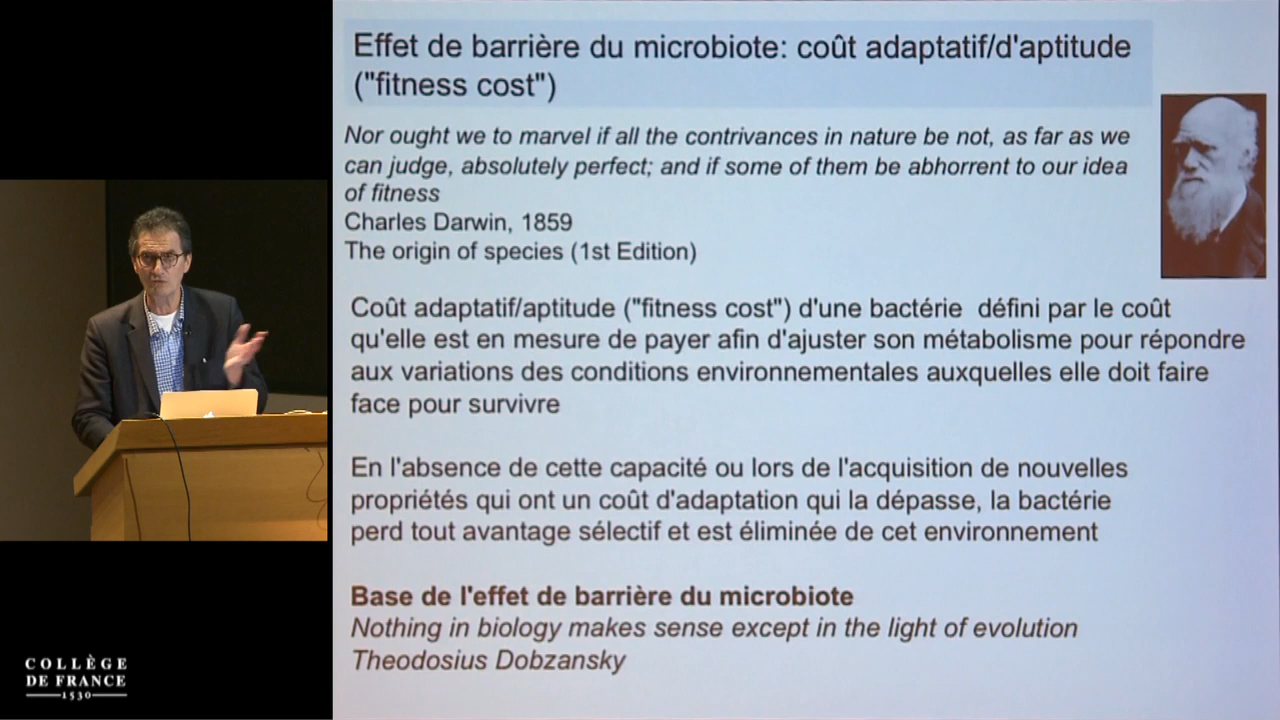 Effet de barrière du microbiote: coût adaptatif/d'aptitude
("fitness cost")
Nor ought we to marvel if all the contrivances in nature be not, as far as we
can judge, absolutely perfect; and if some of them be abhorrent to our idea
of fitness
Charles Darwin, 1859
The origin of species (1st Edition)
Coût adaptatif/aptitude ("fitness cost") d'une bactérie défini par le coût
qu'elle est en mesure de payer afin d'ajuster son métabolisme pour répondre
aux variations des conditions environnementales auxquelles elle doit faire
face pour survivre
En l'absence de cette capacité ou lors de l'acquisition de nouvelles
propriétés qui ont un coût d'adaptation qui la dépasse, la bactérie
perd tout avantage sélectif et est éliminée de cet environnement
Base de l'effet de barrière du microbiote
Nothing in biology makes sense except in the light of evolution
Theodosius Dobzansky
COLLÈGE
DE FRANCE
1530